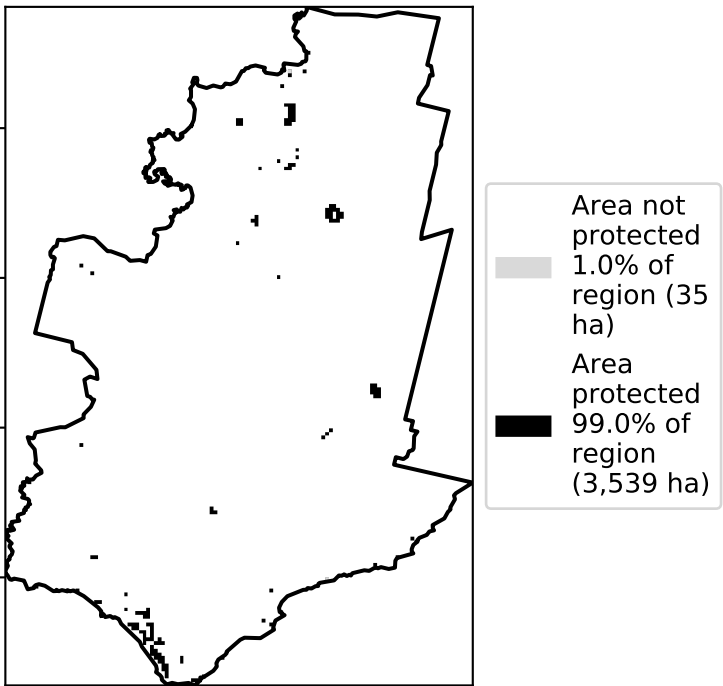 Area not
protected
1.0% of
region (35
ha)
Area
protected
99.0% of
region
(3,539 ha)